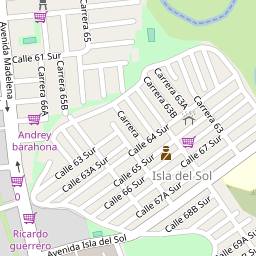 Avenida Madelena
Carrera 65
Calle 61 Sur
Carrera 66A
Carrera 65B
Carrera 63A
Carrera 63B
Carrera 63
Carrera
Andrey
barahona
Calle 64 Sur
Calle 63 Sur
Calle 63A Sur
Calle 65 Sur
Calle 67 Sur
Isla del Sol
Calle 66 Sur
Calle 67A Sur
Calle 68B Sur
Ricardo
guerrero
Avenida Isla del Sol
Calle 69A Sur